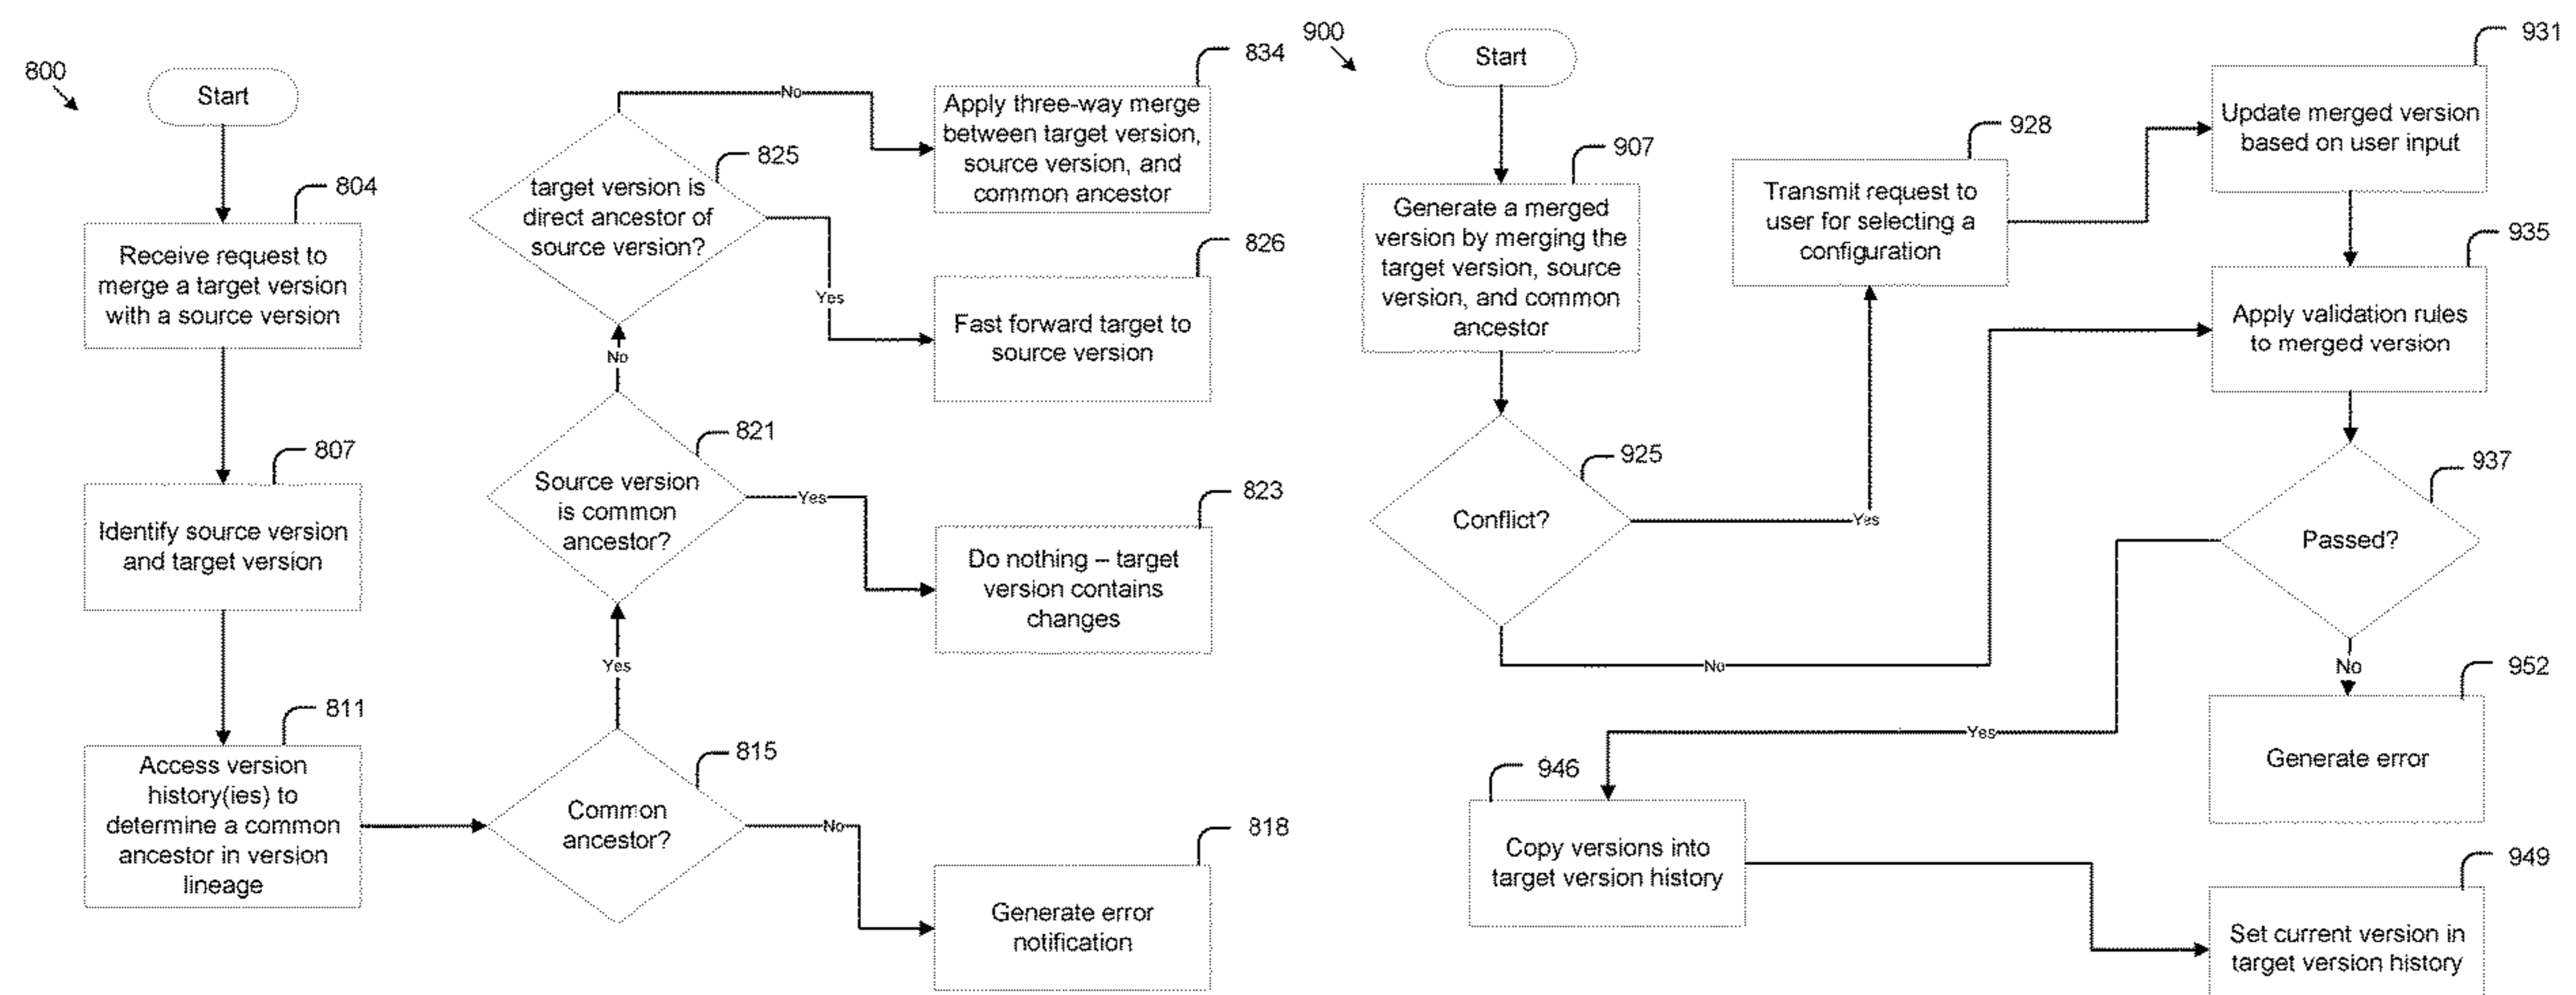 800
Start
804
Receive request to
merge a target version
with a source version
807
Identify source version
and target version
811
Access version
history(ies) to
determine a common
ancestor in version
lineage
815
Common
ancestor?
Yes
No
818
Generate error
notification
821
Source version
is common
ancestor?
No
Yes
823
Do nothing – target
version contains
changes
825
target version is
direct ancestor of
source version?
Yes
826
Fast forward target to
source version
No
834
Apply three-way merge
between target version,
source version, and
common ancestor
900
Start
907
Generate a merged
version by merging the
target version, source
version, and common
ancestor
925
Conflict?
Yes
No
928
Transmit request to
user for selecting a
configuration
931
Update merged version
based on user input
935
Apply validation rules
to merged version
937
Passed?
No
952
Generate error
Yes
946
Copy versions into
target version history
949
Set current version in
target version history